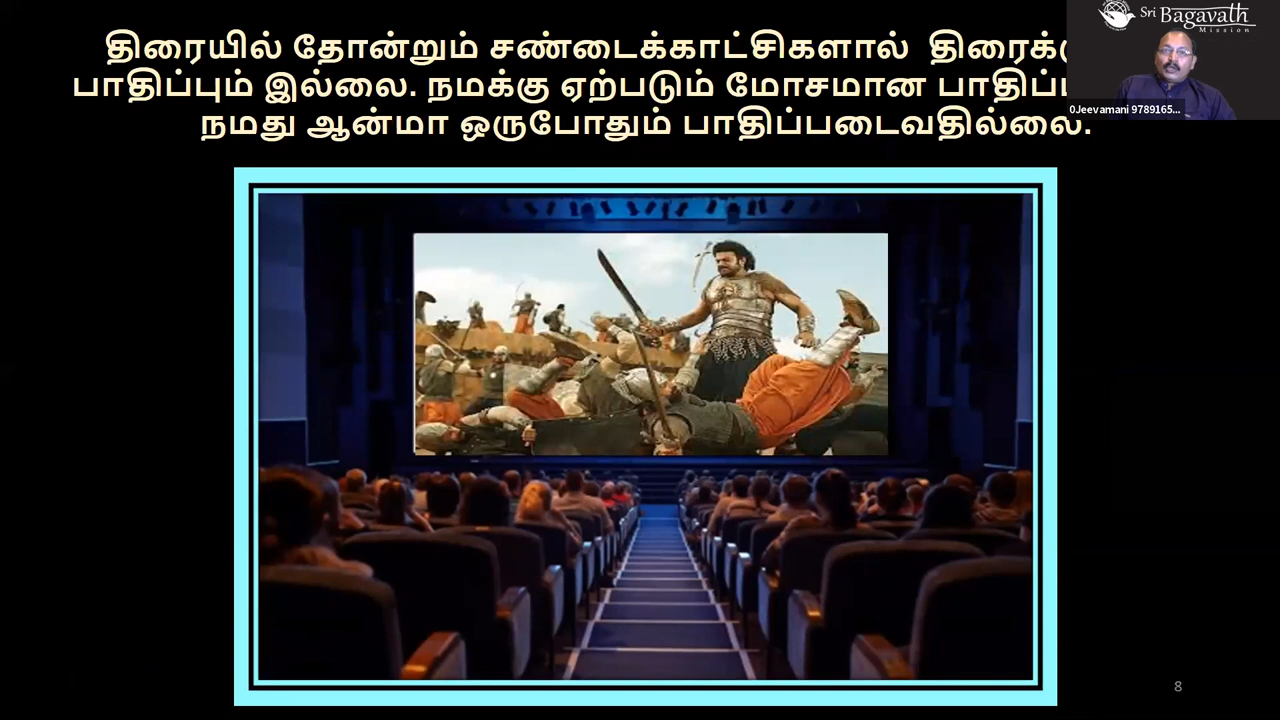 திரையில் தோன்றும் சண்டைக்காட்சிகளால்
பாதிப்பும் இல்லை. நமக்கு ஏற்படும் மோசமான
நமது ஆன்மா ஒருபோதும் பாதிப்படைவதில்லை.
Sri Bagavath
Mission
0Jeevamani 9789165...
8